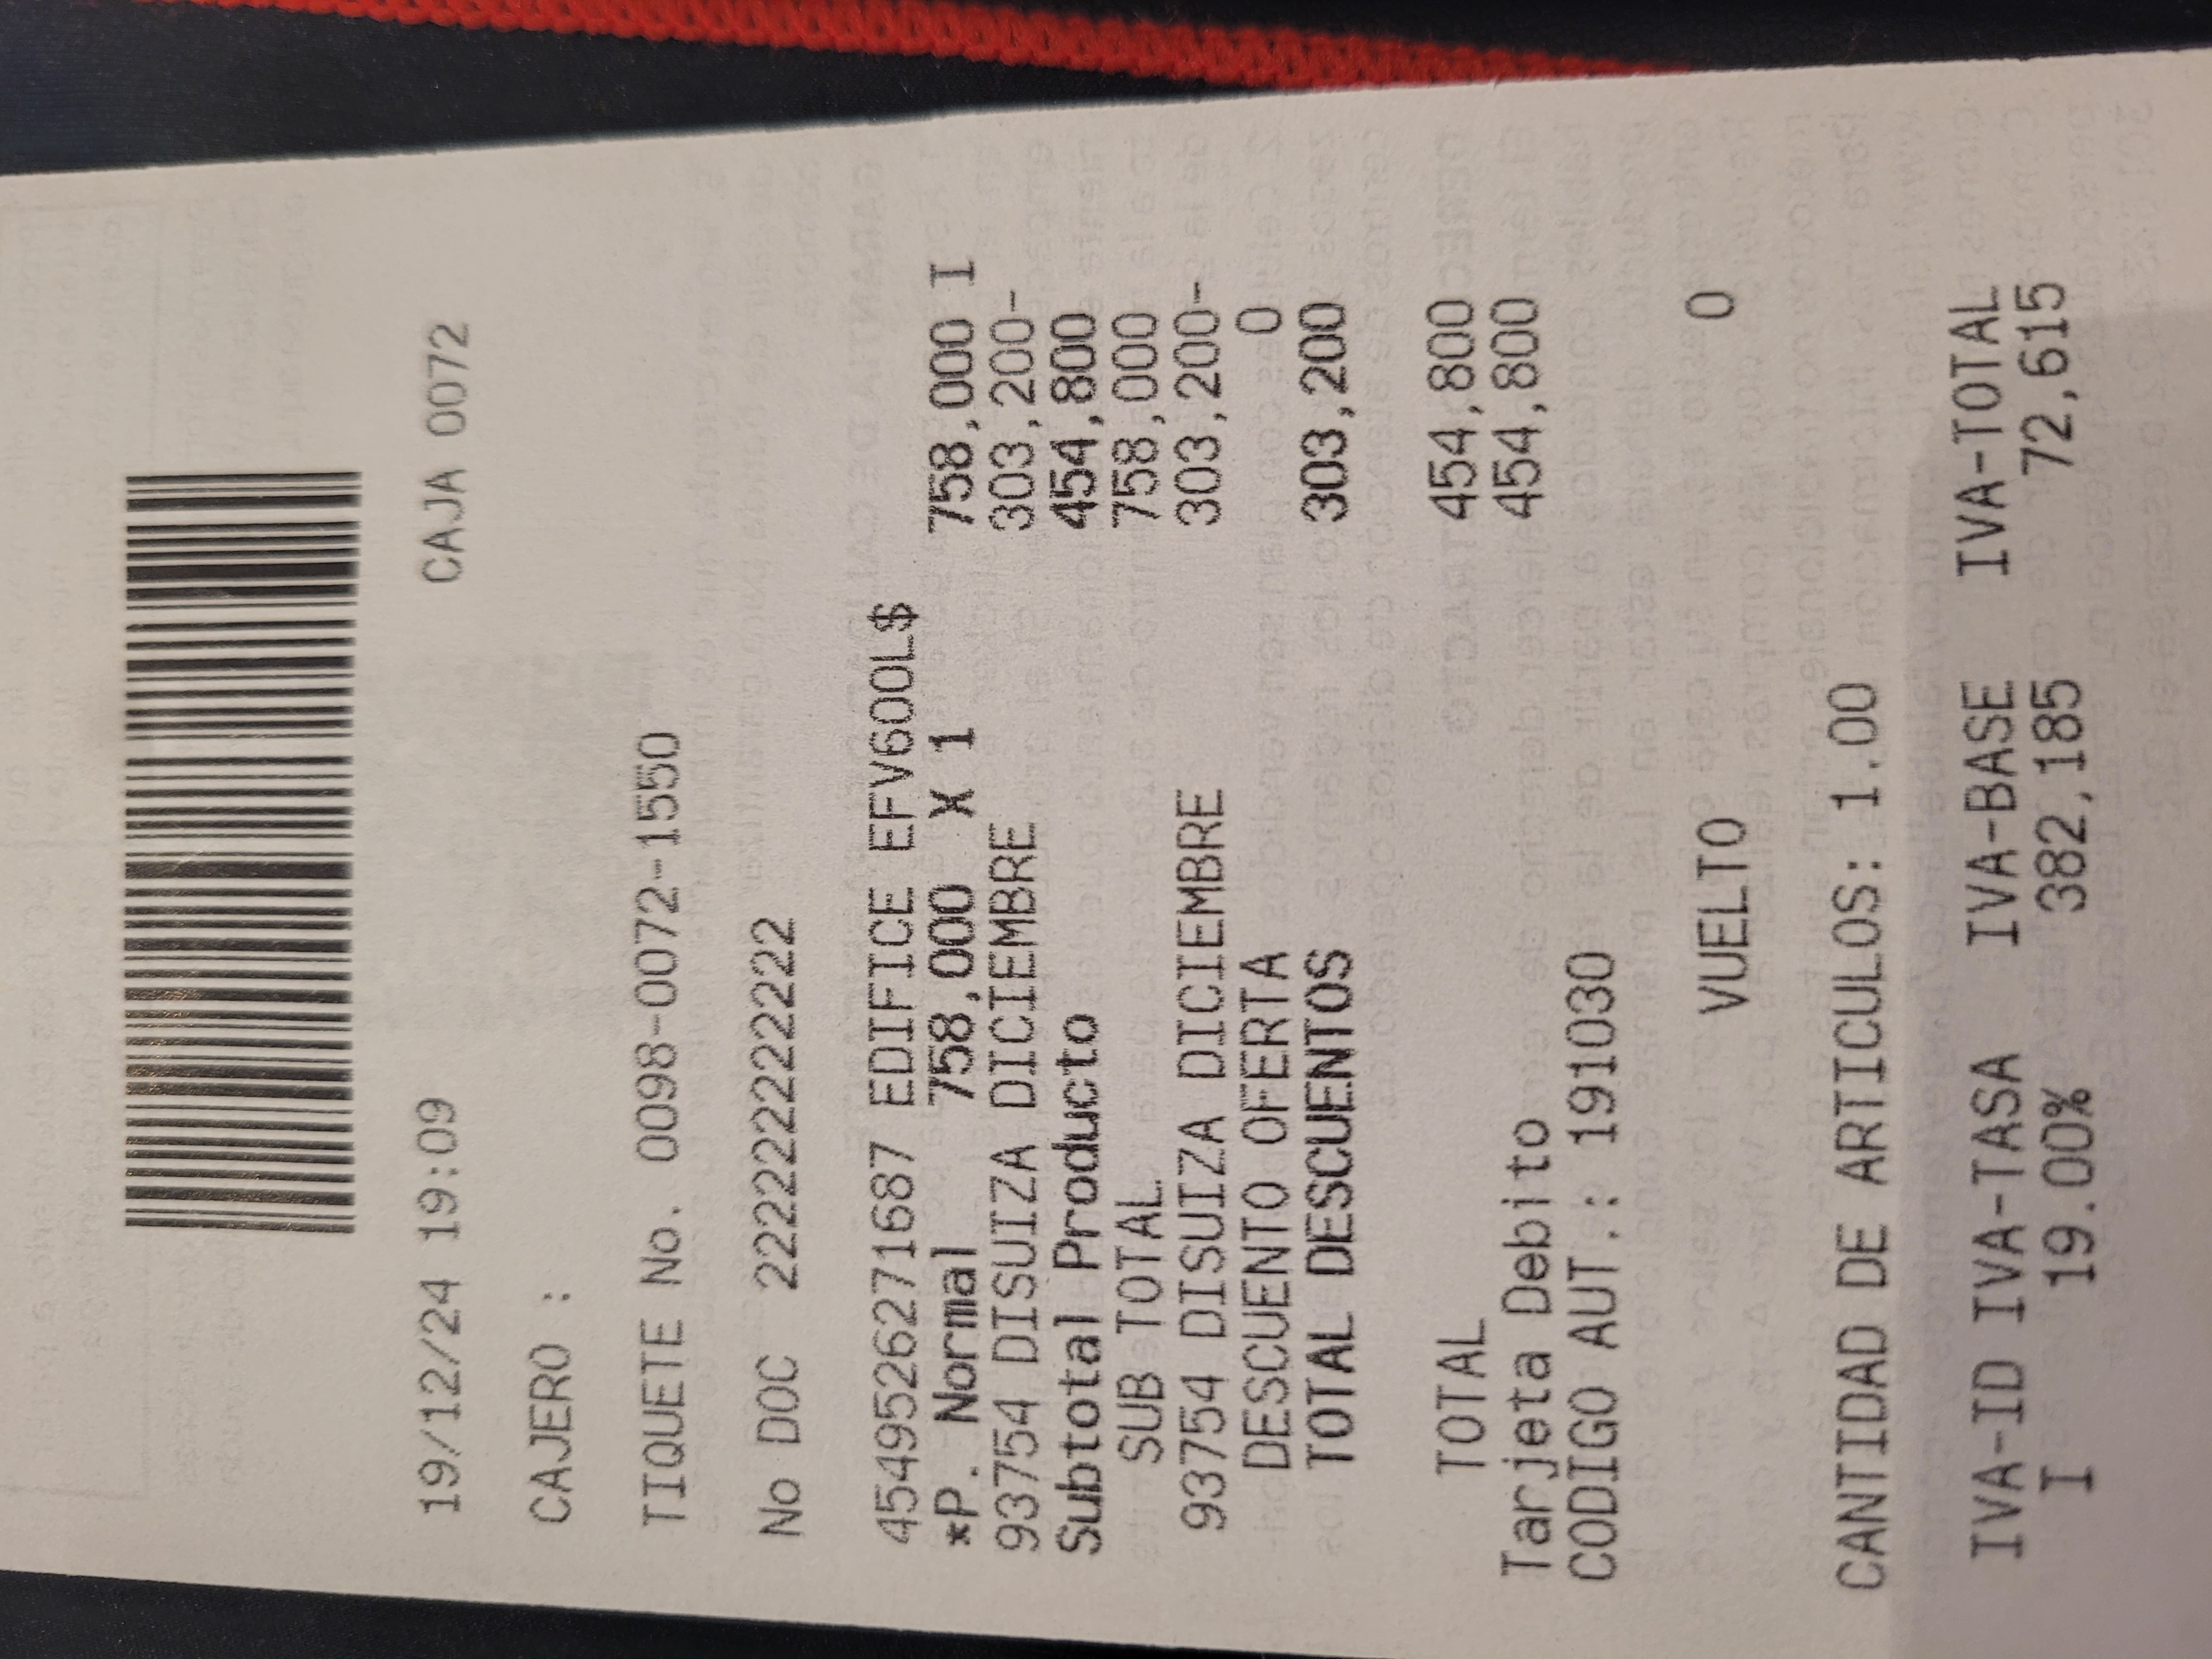 19/12/24 19:09 CAJA 0072
CAJERO :
TIQUETE No. 0098-0072-1550
No DOC 222222222222
4549526271687 EDIFICE EFV600L$
*P. Normal 758,000 X 1 758,000 I
93754 DISUIZA DICIEMBRE 303,200-
Subtotal Producto 454,800
SUB TOTAL 758,000
93754 DISUIZA DICIEMBRE 303,200-
DESCUENTO OFERTA 0
TOTAL DESCUENTOS 303,200
TOTAL 454,800
Tarjeta Debito 454,800
CODIGO AUT.: 191030
VUELTO 0
CANTIDAD DE ARTICULOS: 1.00
IVA-ID IVA-TASA IVA-BASE IVA-TOTAL
I 19.00% 382,185 72,615